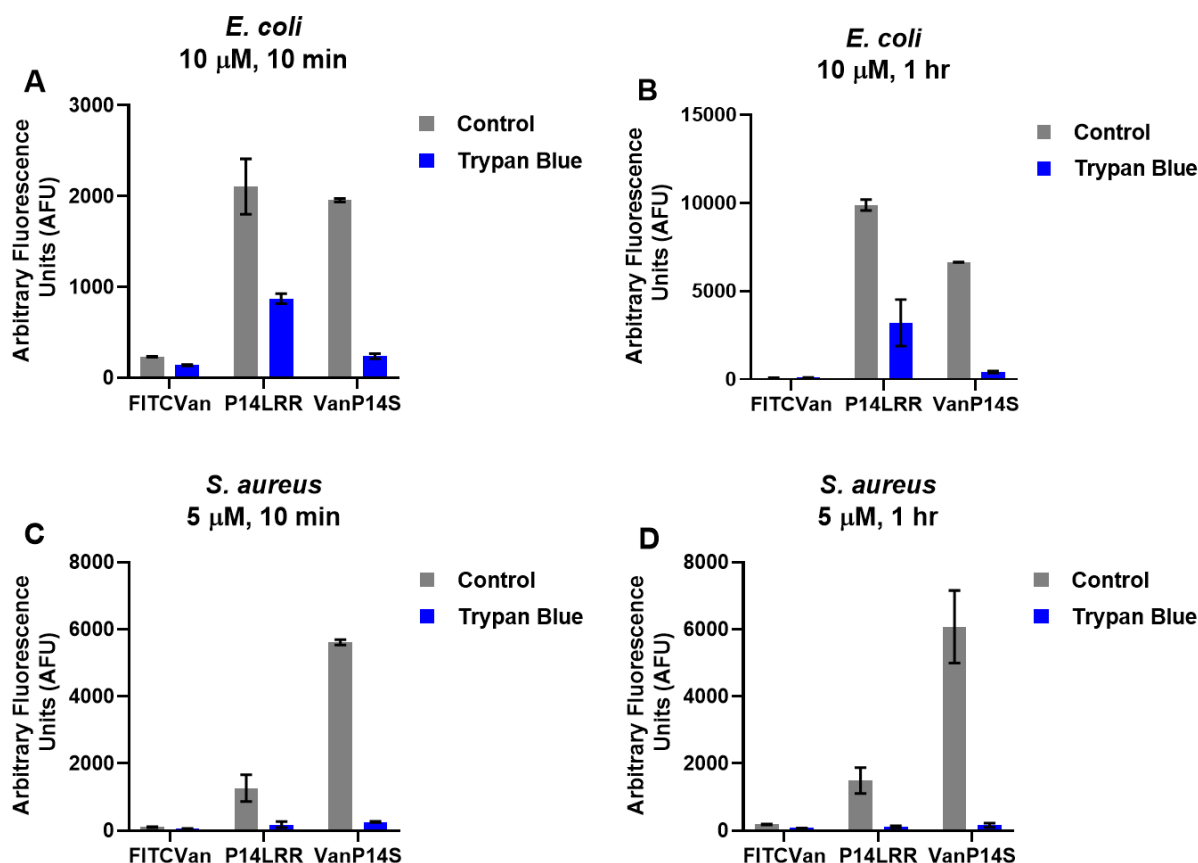 A
E. coli
10 μM, 10 min
Arbitrary Fluorescence
Units (AFU)
3000
2000
1000
0
FITCVan P14LRR VanP14S
Control
Trypan Blue
B
E. coli
10 μM, 1 hr
Arbitrary Fluorescence
Units (AFU)
15000
10000
5000
0
FITCVan P14LRR VanP14S
Control
Trypan Blue
C
S. aureus
5 μM, 10 min
Arbitrary Fluorescence
Units (AFU)
8000
6000
4000
2000
0
FITCVan P14LRR VanP14S
Control
Trypan Blue
D
S. aureus
5 μM, 1 hr
Arbitrary Fluorescence
Units (AFU)
8000
6000
4000
2000
0
FITCVan P14LRR VanP14S
Control
Trypan Blue